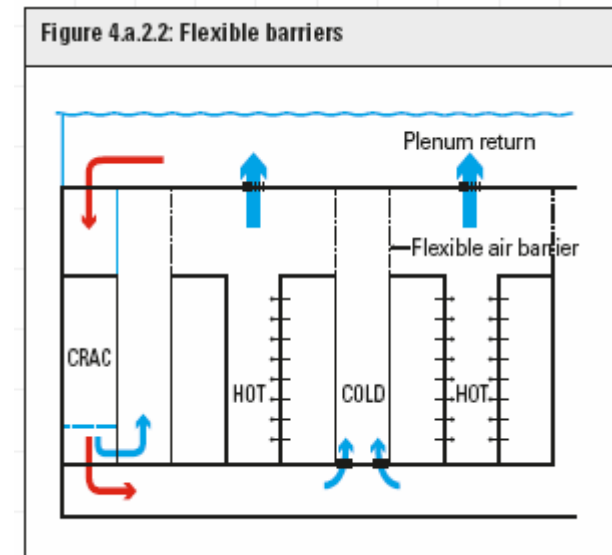 Figure 4.a.2.2: Flexible barriers
Plenum return
Flexible air barrier
CRAC
HOT
COLD
HOT